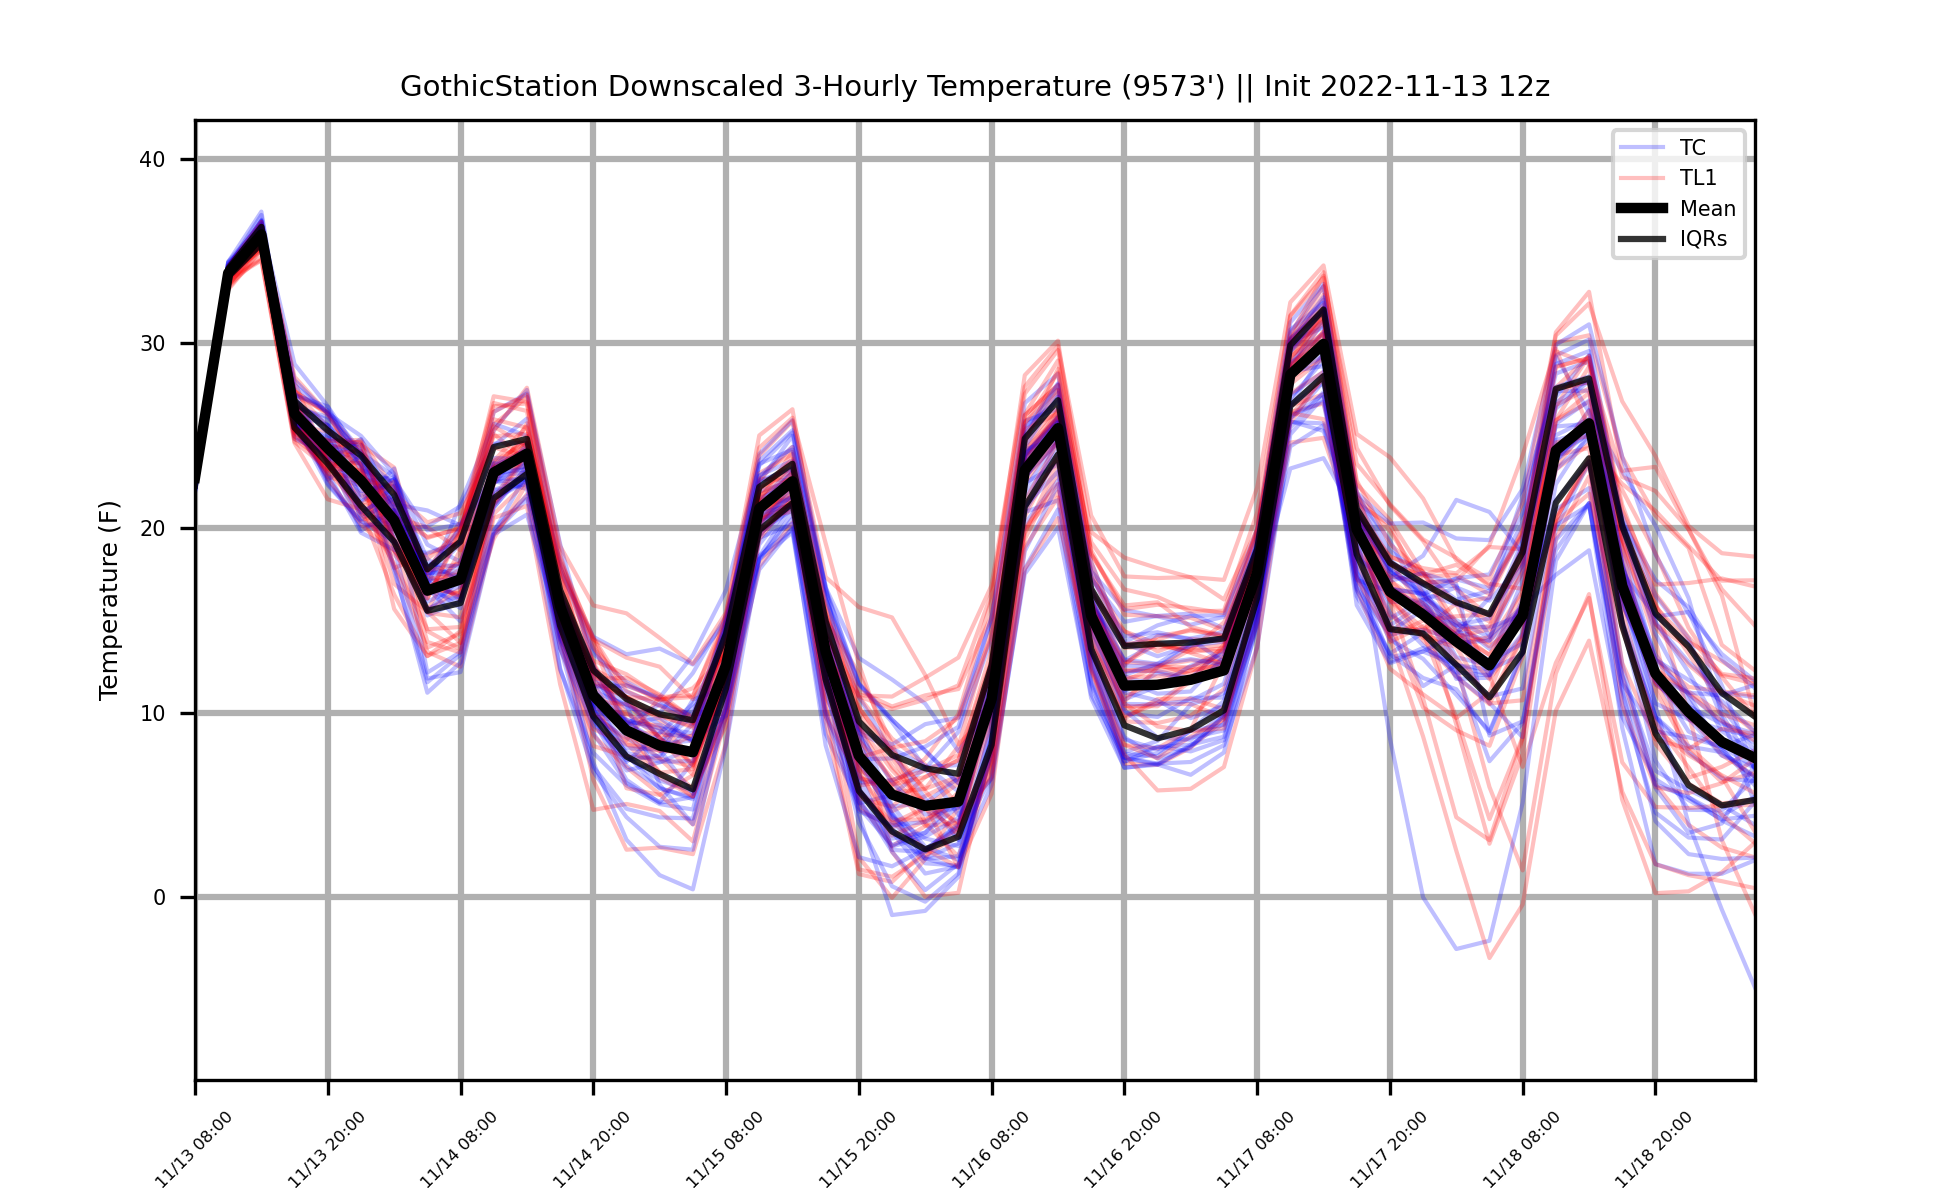 GothicStation Downscaled 3-Hourly Temperature (9573') || Init 2022-11-13 12z
TC
TL1
Mean
IQRs
Temperature (F)
40
30
20
10
0
11/13 08:00
11/13 20:00
11/14 08:00
11/14 20:00
11/15 08:00
11/15 20:00
11/16 08:00
11/16 20:00
11/17 08:00
11/17 20:00
11/18 08:00
11/18 20:00